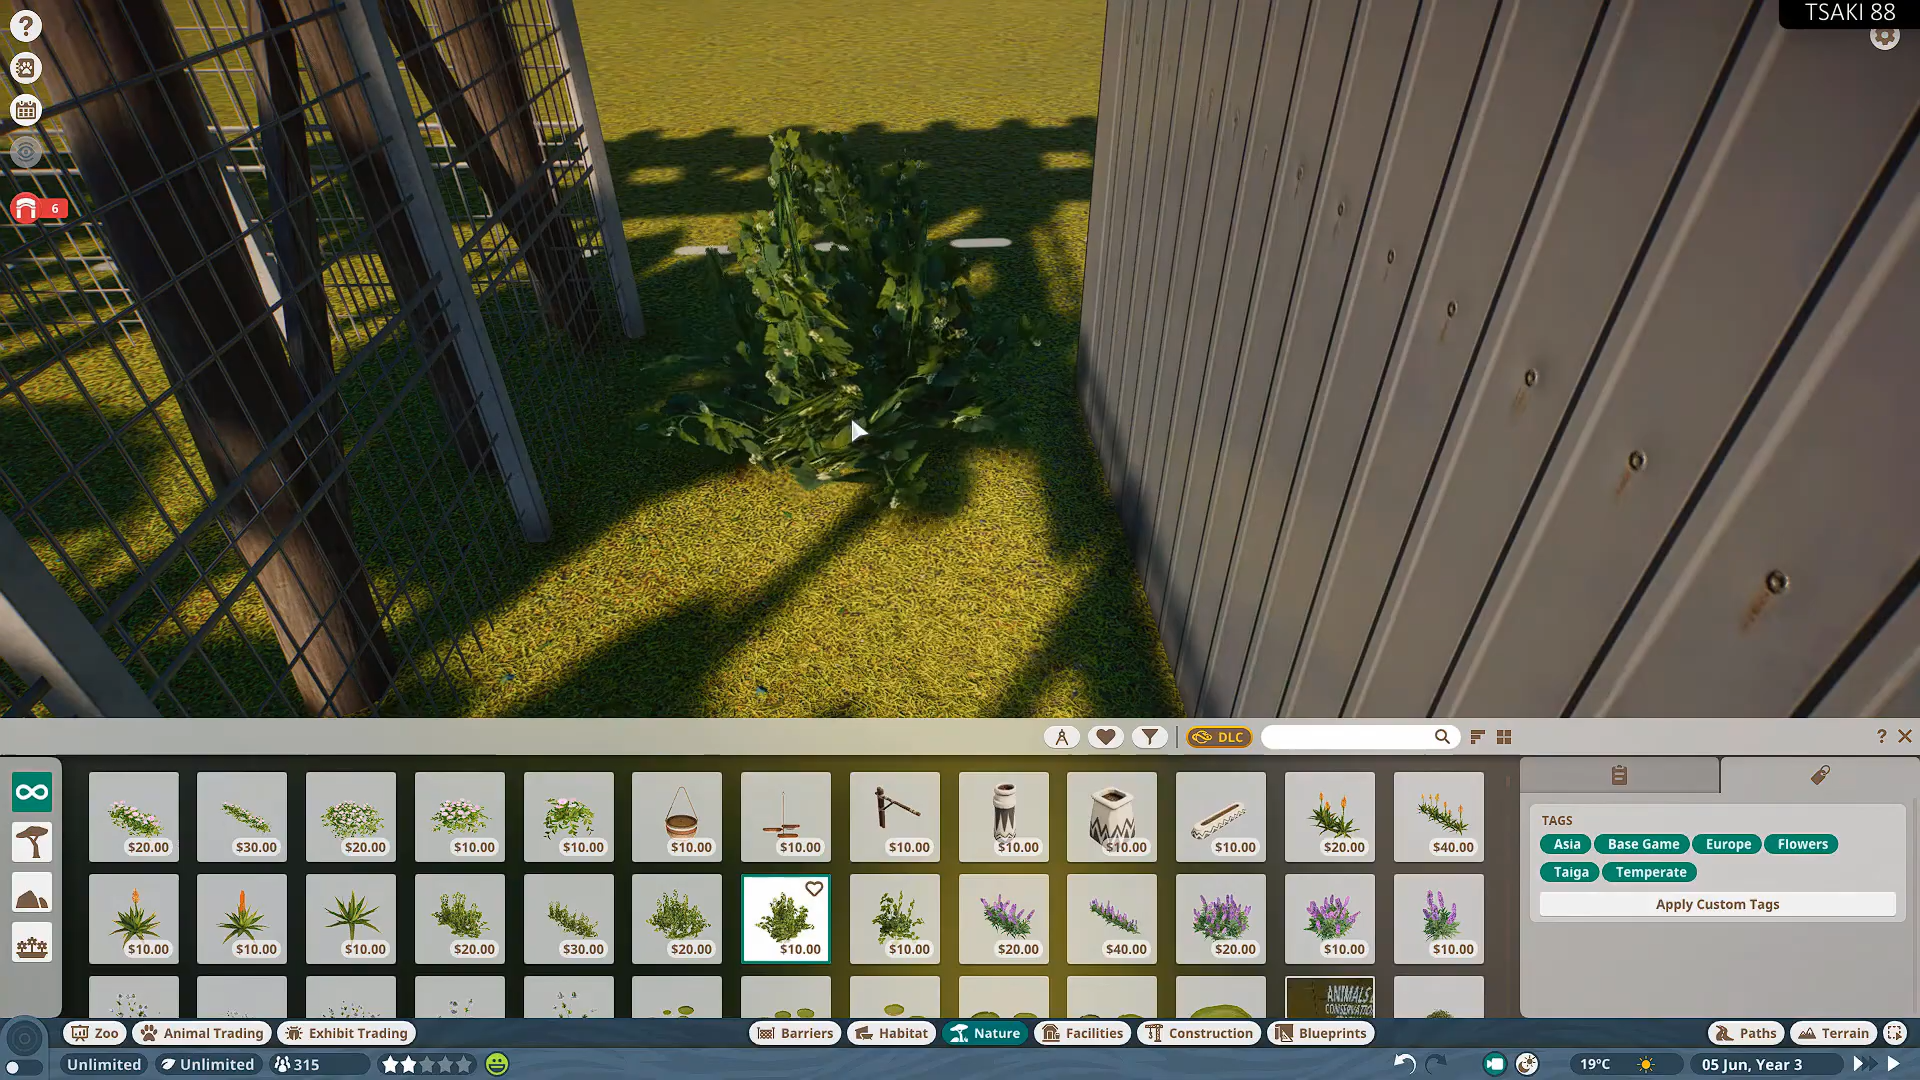 TSAKI 88
6
DLC
$20.00 $30.00 $20.00 $10.00 $10.00 $10.00 $10.00 $10.00 $10.00 $10.00 $10.00 $20.00 $40.00
$10.00 $10.00 $10.00 $20.00 $30.00 $20.00 $10.00 $10.00 $20.00 $40.00 $20.00 $10.00 $10.00
ANIMALS
CONSERVATIO
TAGS
Asia Base Game Europe Flowers
Taiga Temperate
Apply Custom Tags
Zoo Animal Trading Exhibit Trading Barriers Habitat Nature Facilities Construction Blueprints Paths Terrain
Unlimited Unlimited 315 19°C 05 Jun, Year 3